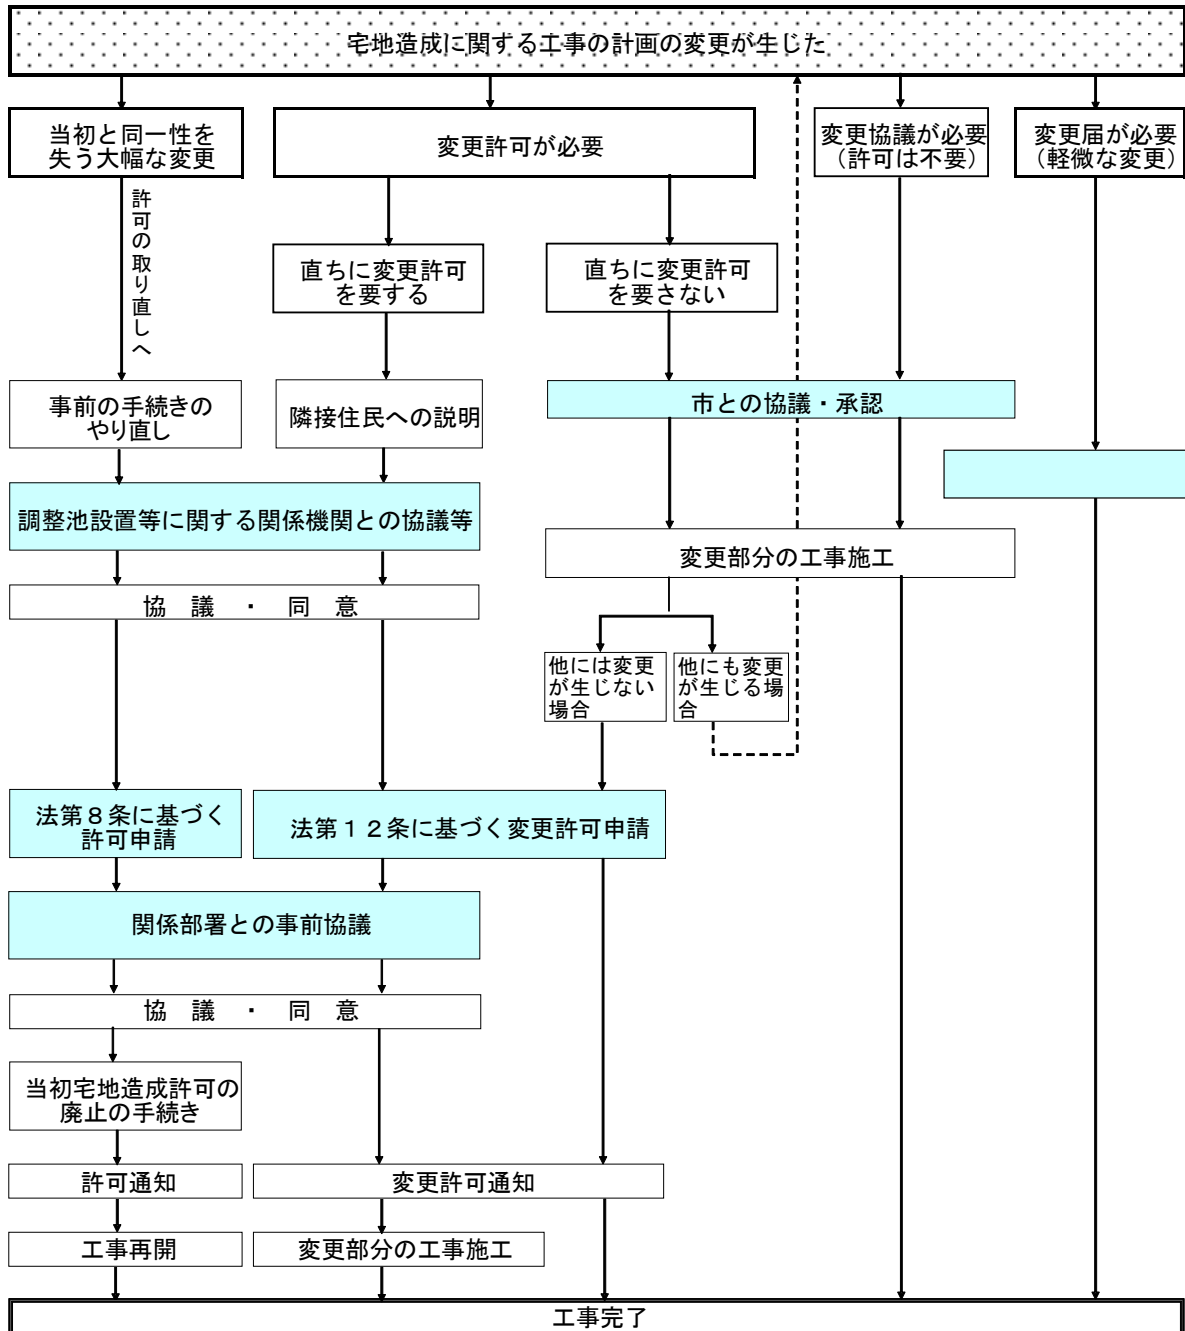 宅地造成に関する工事の計画の変更が生じた
当初と同一性を
失う大幅な変更
変更許可が必要
変更協議が必要
（許可は不要）
変更届が必要
（軽微な変更）
許可の取り直しへ
直ちに変更許可
を要する
直ちに変更許可
を要さない
事前の手続きの
やり直し
隣接住民への説明
市との協議・承認
調整池設置等に関する関係機関との協議等
変更部分の工事施工
協　議　・　同　意
他には変更
が生じない
場合
他にも変更
が生じる場
合
法第８条に基づく
許可申請
法第１２条に基づく変更許可申請
関係部署との事前協議
協　議　・　同　意
当初宅地造成許可の
廃止の手続き
許可通知
変更許可通知
工事再開
変更部分の工事施工
工事完了